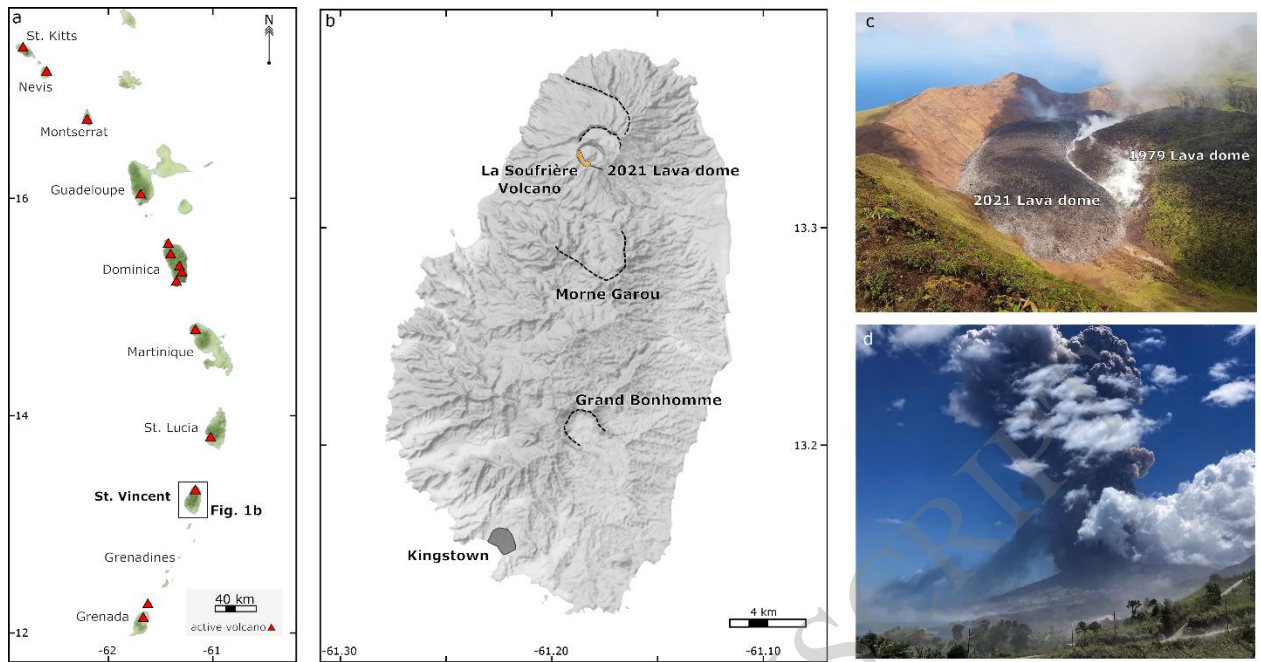 a
N
St. Kitts
Nevis
Montserrat
Guadeloupe
16
Dominica
Martinique
St. Lucia
14
St. Vincent
Fig. 1b
Grenadines
Grenada
40 km
active volcano
12
-62
-61
b
La Soufrière
Volcano
2021 Lava dome
13.3
Morne Garou
Grand Bonhomme
13.2
Kingstown
4 km
-61.30
-61.20
-61.10
c
1979 Lava dome
2021 Lava dome
d